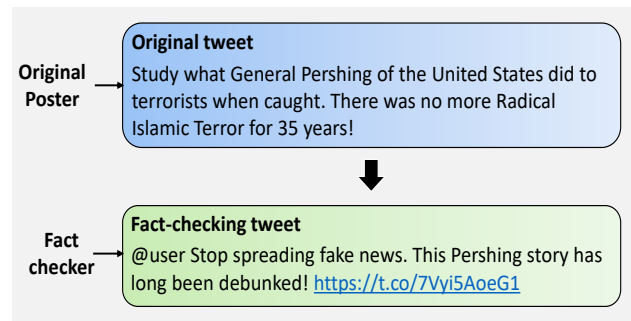 Original tweet
Original
Poster
Study what General Pershing of the United States did to
terrorists when caught. There was no more Radical
Islamic Terror for 35 years!
Fact-checking tweet
Fact
checker
@user Stop spreading fake news. This Pershing story has
long been debunked! https://t.co/7Vyi5AoeG1